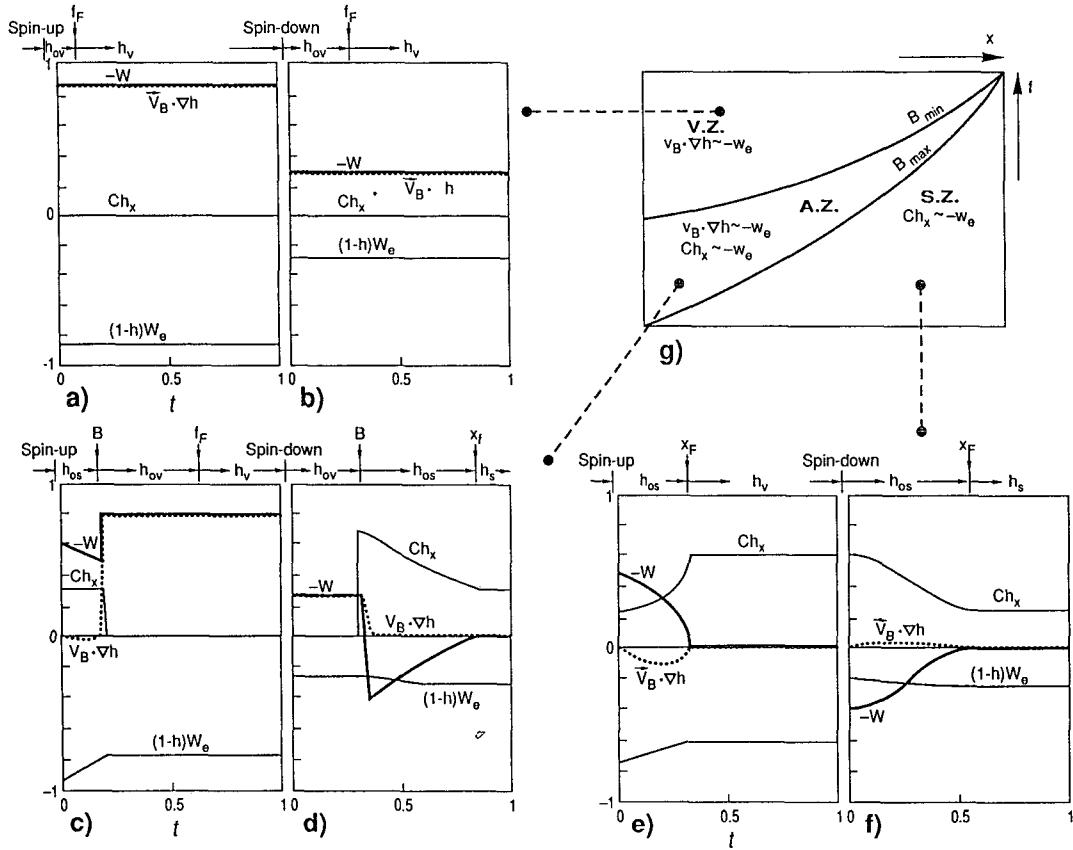 Spin-up
f_F
h_ov
h_v
Spin-down
f_F
h_ov
h_v
1
-W
V_B·∇h
Ch_x
0
(1-h)W_e
-1
0
0.5
1
a)
t
-W
Ch_x
V_B· h
(1-h)W_e
0
0.5
1
b)
x
f
V.Z.
v_B·∇h~-w_e
B_min
B_max
A.Z.
S.Z.
Ch_x~-w_e
v_B·∇h~-w_e
Ch_x~-w_e
g)
Spin-up
B
f_F
h_os
h_ov
h_v
Spin-down
B
x_f
h_ov
h_os
h_s
1
-W
-Ch_x
0
V_B·∇h
(1-h)W_e
-1
0
0.5
1
c)
t
Ch_x
-W
V_B·∇h
(1-h)W_e
0
0.5
1
d)
Spin-up
x_F
h_os
h_v
Spin-down
x_F
h_os
h_s
1
-W
Ch_x
0
V_B·∇h
-1
0
0.5
1
e)
t
Ch_x
V_B·∇h
(1-h)W_e
-W
0
0.5
1
f)